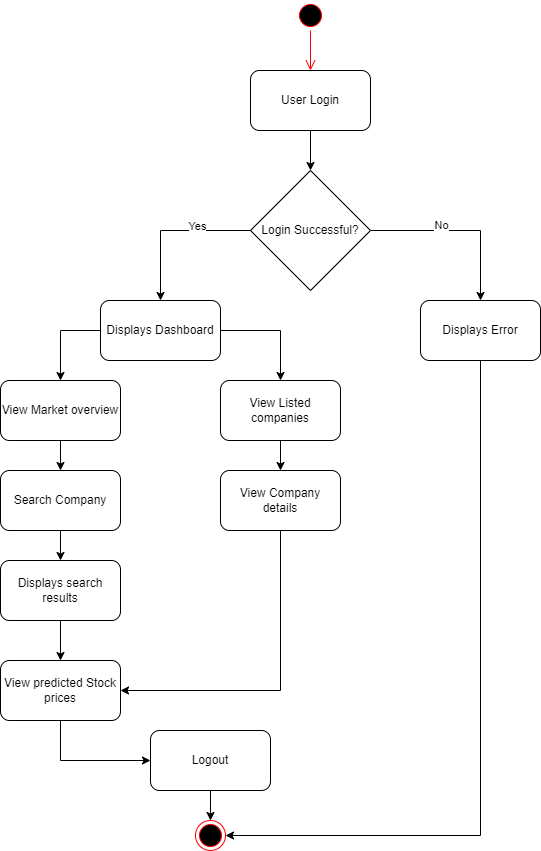 User Login
Login Successful?
Yes
No
Displays Dashboard
Displays Error
View Market overview
View Listed
companies
Search Company
View Company
details
Displays search
results
View predicted Stock
prices
Logout